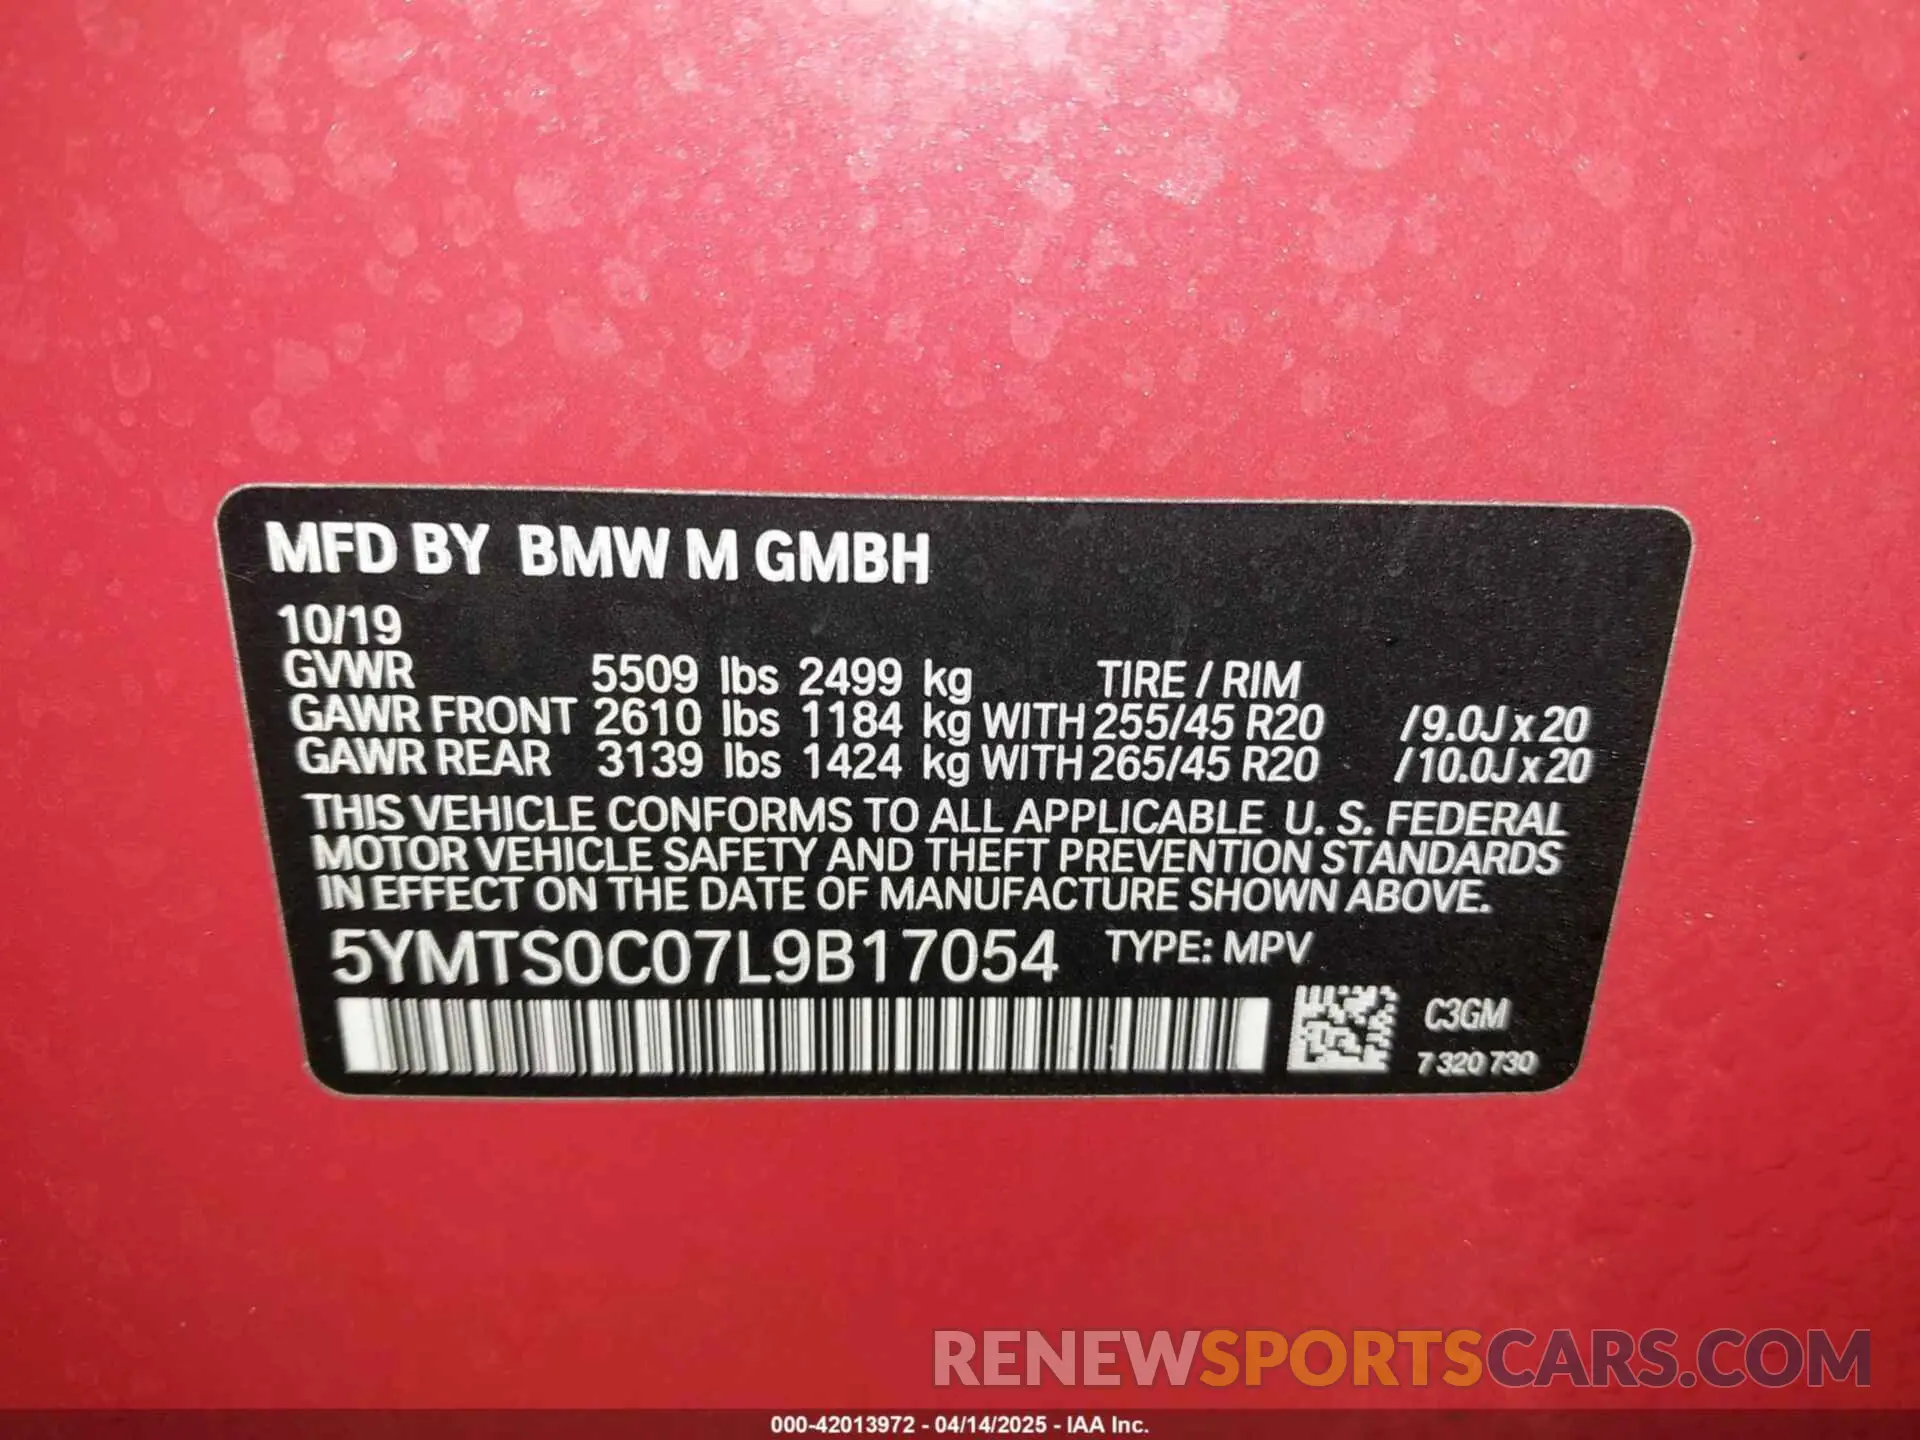 MFD BY BMW M GMBH
10/19
GVWR 5509 lbs 2499 kg TIRE / RIM
GAWR FRONT 2610 lbs 1184 kg WITH 255/45 R20 /9.0J x 20
GAWR REAR 3139 lbs 1424 kg WITH 265/45 R20 /10.0J x 20
THIS VEHICLE CONFORMS TO ALL APPLICABLE U. S. FEDERAL
MOTOR VEHICLE SAFETY AND THEFT PREVENTION STANDARDS
IN EFFECT ON THE DATE OF MANUFACTURE SHOWN ABOVE.
5YMTS0C07L9B17054 TYPE: MPV
C3GM
7 320 730
RENEWSPORTSCARS.COM
000-42013972 - 04/14/2025 - IAA Inc.